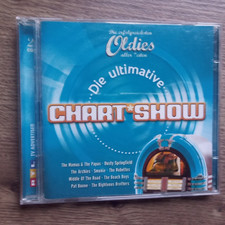 Die erfolgreichsten
Oldies
aller Zeiten
Die ultimative
CHART SHOW
The Mamas & The Papas · Dusty Springfield
The Archies · Smokie · The Rubettes
Middle Of The Road · The Beach Boys
Pat Boone · The Righteous Brothers